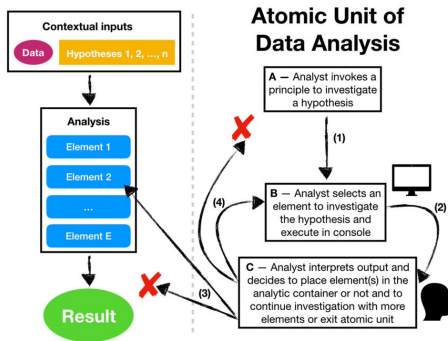 Contextual inputs
Data
Hypotheses 1, 2, ..., n
Analysis
Element 1
Element 2
...
Element E
Result
Atomic Unit of
Data Analysis
A — Analyst invokes a
principle to investigate
a hypothesis
(1)
B — Analyst selects an
element to investigate
the hypothesis and
execute in console
(2)
(4)
C — Analyst interprets output and
decides to place element(s) in the
analytic container or not and to
continue investigation with more
elements or exit atomic unit
(3)